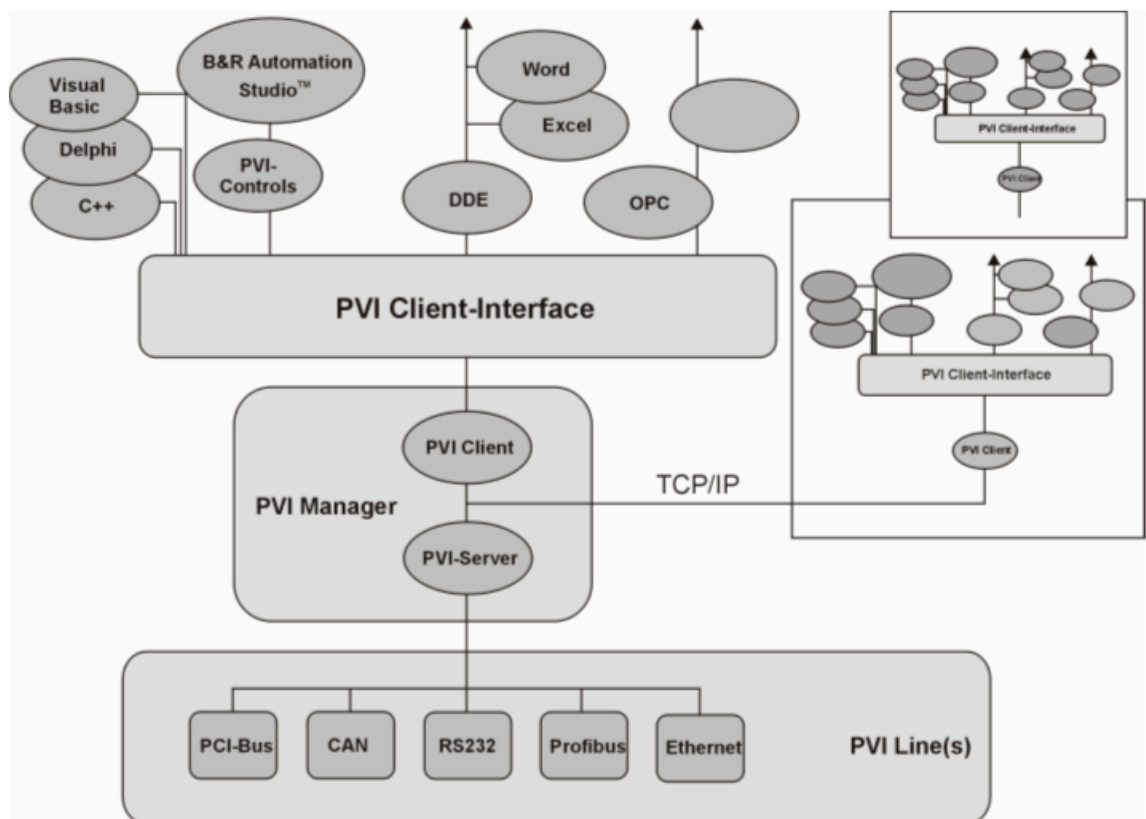 B&R Automation
Studio™
Visual
Basic
Delphi
C++
PVI-
Controls
Word
Excel
DDE
OPC
PVI Client-Interface
PVI Client
PVI Manager
PVI-Server
TCP/IP
PVI Client-Interface
PVI Client
PVI Client-Interface
PVI Client
PCI-Bus
CAN
RS232
Profibus
Ethernet
PVI Line(s)